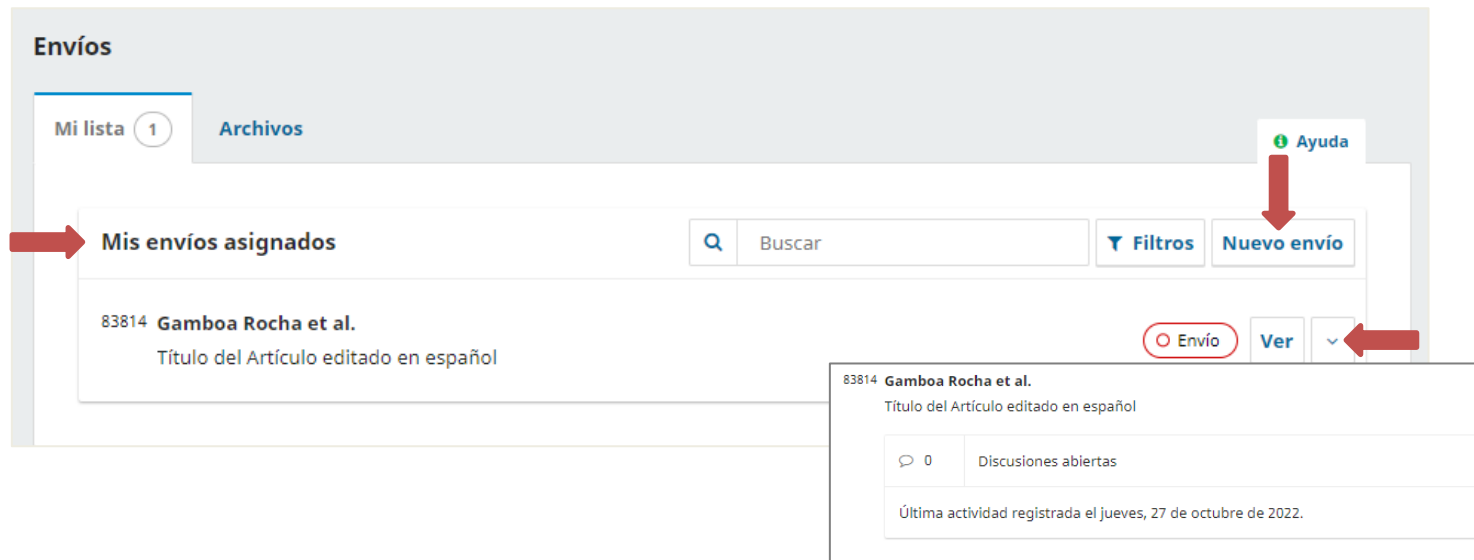 Envíos
Mi lista 1 Archivos
Ayuda
Mis envíos asignados Buscar Filtros Nuevo envío
83814 Gamboa Rocha et al.
Título del Artículo editado en español
Envío Ver
83814 Gamboa Rocha et al.
Título del Artículo editado en español
0 Discusiones abiertas
Última actividad registrada el jueves, 27 de octubre de 2022.